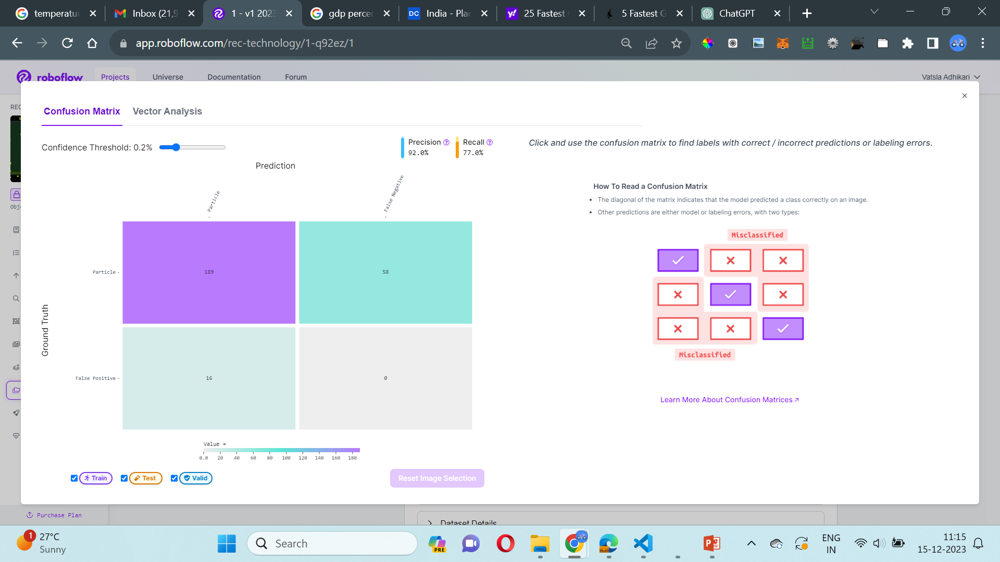 temperatu
Inbox (21,9
1 - v1 2023
gdp percen
DC
India - Plac
y!
25 Fastest
5 Fastest G
ChatGPT
app.roboflow.com/rec-technology/1-q92ez/1
roboflow
Projects
Universe
Documentation
Forum
Vatsla Adhikari
REC
Confusion Matrix
Vector Analysis
Confidence Threshold: 0.2%
Precision
92.0%
Recall
77.0%
Click and use the confusion matrix to find labels with correct / incorrect predictions or labeling errors.
Prediction
Particle
False Negative
Ground Truth
Particle
189
58
False Positive
16
0
Value →
0.0 20 40 60 80 100 120 140 160 180
Train
Test
Valid
Reset Image Selection
How To Read a Confusion Matrix
• The diagonal of the matrix indicates that the model predicted a class correctly on an image.
• Other predictions are either model or labeling errors, with two types:
Misclassified
Misclassified
Learn More About Confusion Matrices
Obje
Purchase Plan
Dataset Details
1
27°C
Sunny
Search
PRE
ENG
IN
11:15
15-12-2023